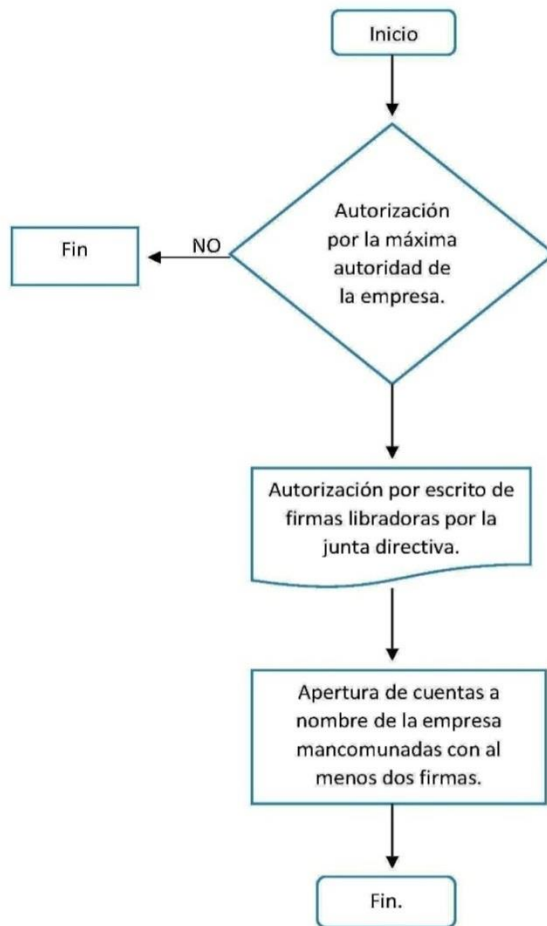 Inicio
Autorización
por la máxima
autoridad de
la empresa.
NO
Fin
Autorización por escrito de
firmas libradoras por la
junta directiva.
Apertura de cuentas a
nombre de la empresa
mancomunadas con al
menos dos firmas.
Fin.